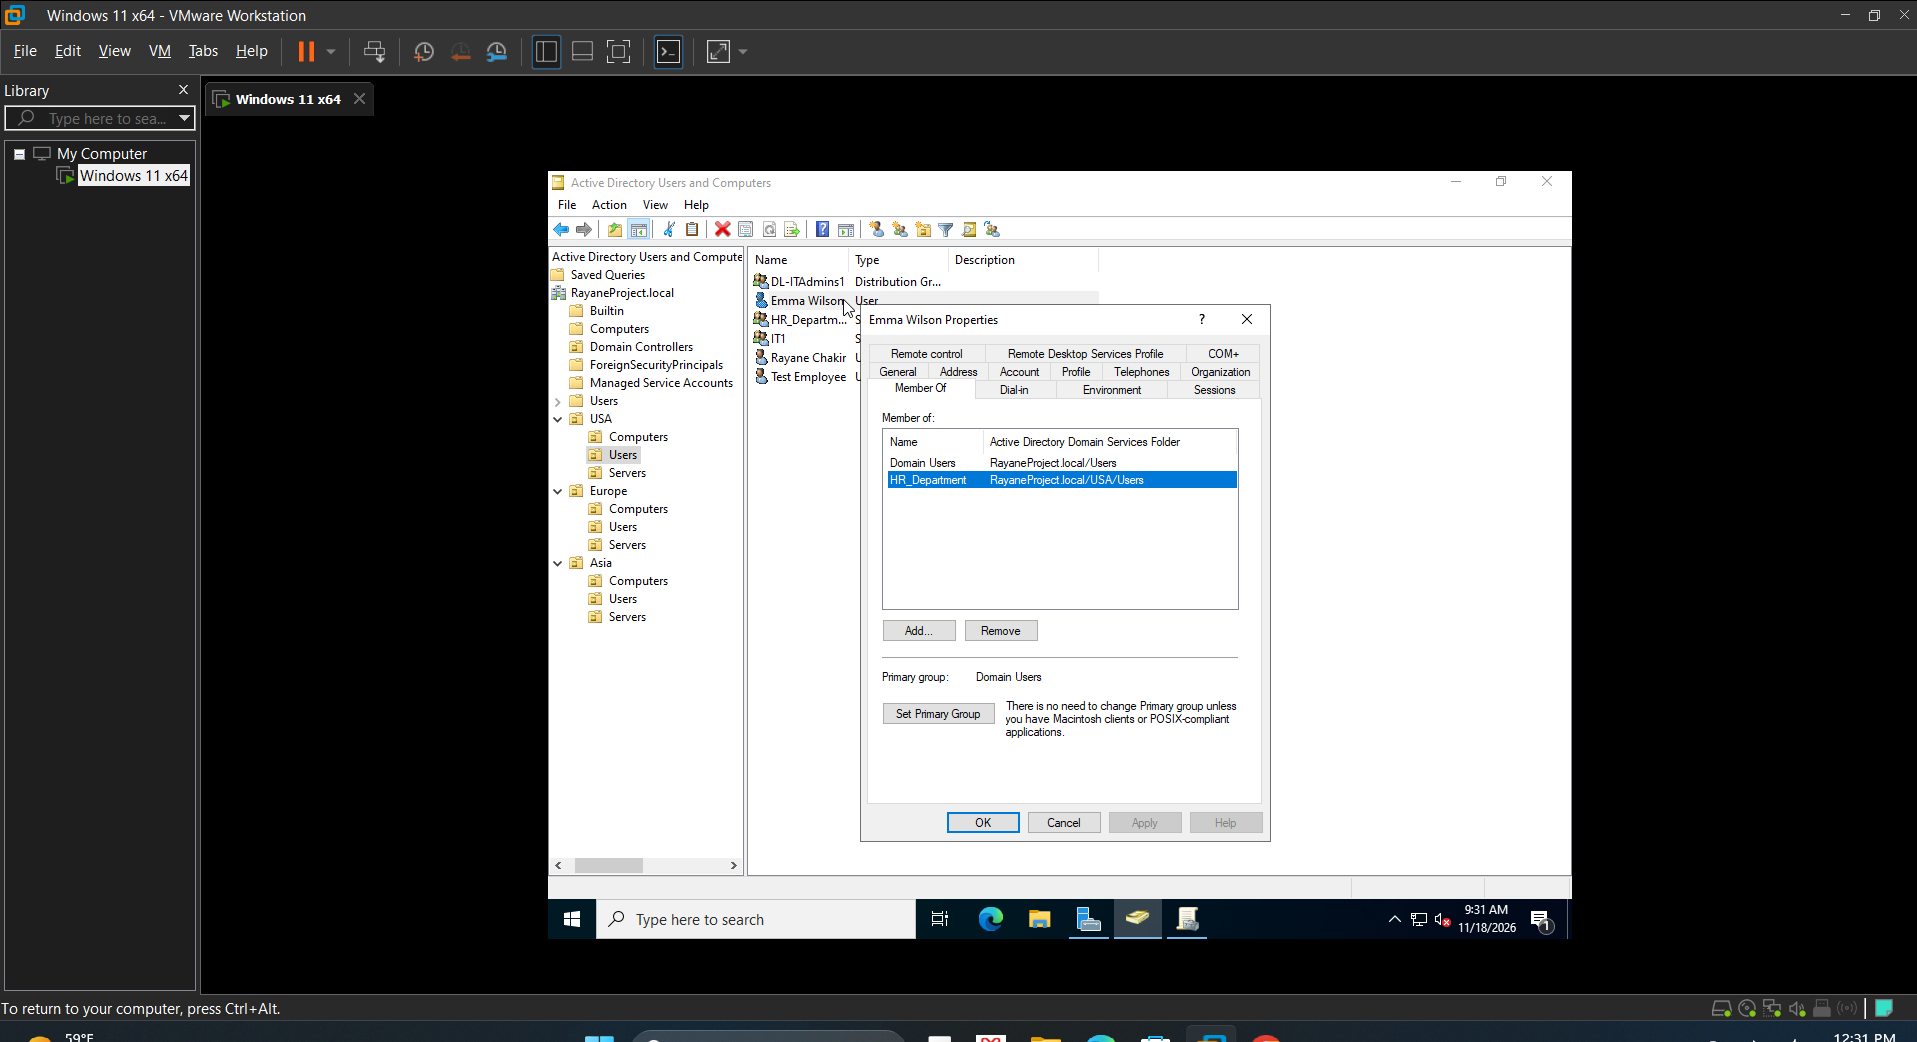 Windows 11 x64 - VMware Workstation
File Edit View VM Tabs Help
Library
Type here to sea...
My Computer
Windows 11 x64
Windows 11 x64
Active Directory Users and Computers
File Action View Help
Active Directory Users and Compute
Saved Queries
RayaneProject.local
Builtin
Computers
Domain Controllers
ForeignSecurityPrincipals
Managed Service Accounts
Users
USA
Computers
Users
Servers
Europe
Computers
Users
Servers
Asia
Computers
Users
Servers
Name Type Description
DL-ITAdmins1 Distribution Gr...
Emma Wilson User
HR_Departm... S
IT1 S
Rayane Chakir U
Test Employee U
Emma Wilson Properties
?
Remote control Remote Desktop Services Profile COM+
General Address Account Profile Telephones Organization
Member Of Dial-in Environment Sessions
Member of:
Name Active Directory Domain Services Folder
Domain Users RayaneProject.local/Users
HR_Department RayaneProject.local/USA/Users
Add... Remove
Primary group: Domain Users
Set Primary Group
There is no need to change Primary group unless
you have Macintosh clients or POSIX-compliant
applications.
OK Cancel Apply Help
Type here to search
9:31 AM
11/18/2026
1
To return to your computer, press Ctrl+Alt.
59°F
12:31 PM